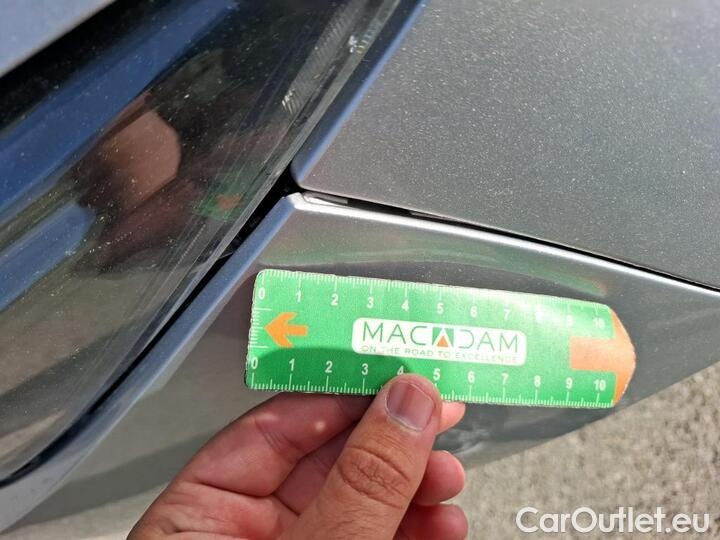 0 1 2 3 4 5 6 7 8 9 10
MACADAM
ON THE ROAD TO EXCELLENCE
0 1 2 3 4 5 6 7 8 9 10
CarOutlet.eu